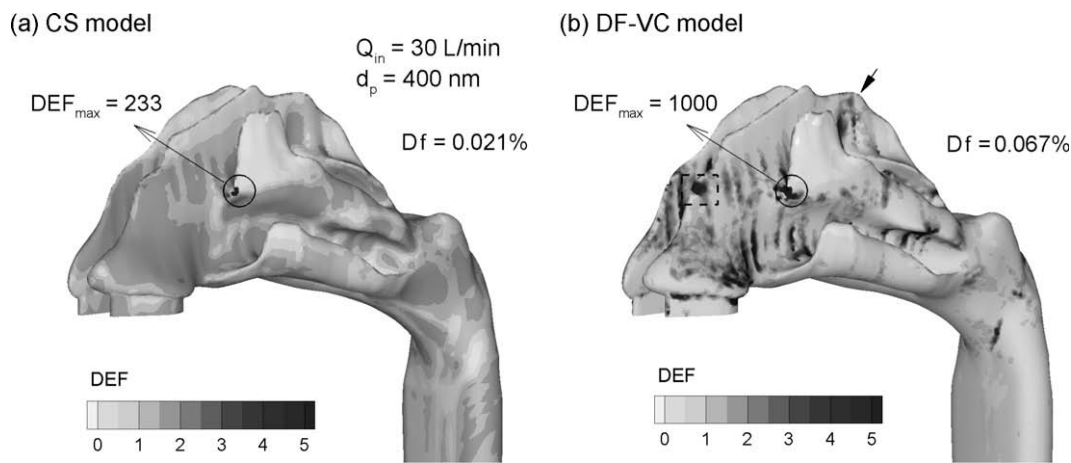 (a) CS model
Q_in = 30 L/min
d_p = 400 nm
DEF_max = 233
Df = 0.021%
DEF
0 1 2 3 4 5
(b) DF-VC model
DEF_max = 1000
Df = 0.067%
DEF
0 1 2 3 4 5